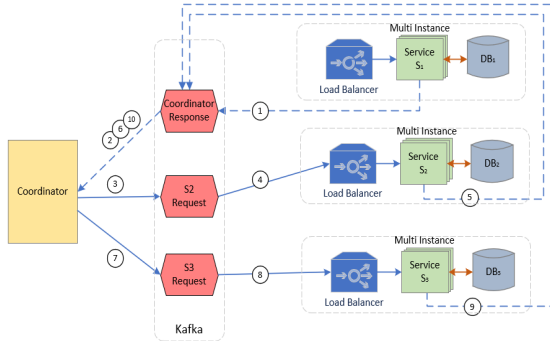 Multi Instance
Service
S₁
DB₁
Load Balancer
Coordinator
Response
1
10
6
2
Multi Instance
Service
S₂
DB₂
Load Balancer
Coordinator
3
S2
Request
4
5
7
S3
Request
8
Multi Instance
Service
S₃
DB₃
Load Balancer
9
Kafka